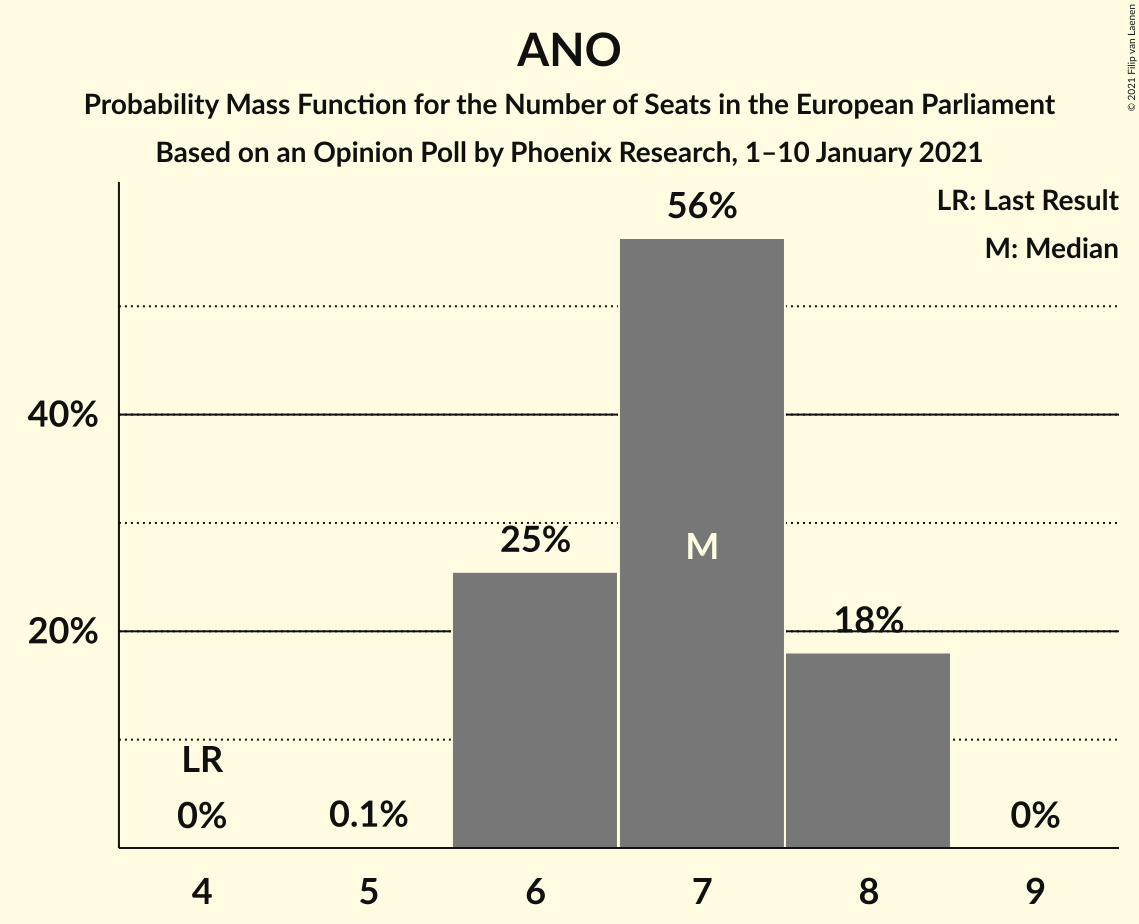 ANO
Probability Mass Function for the Number of Seats in the European Parliament
Based on an Opinion Poll by Phoenix Research, 1–10 January 2021
© 2021 Filip van Laenen
LR: Last Result
M: Median
56%
40%
25%
M
20%
18%
LR
0%
0.1%
0%
4 5 6 7 8 9